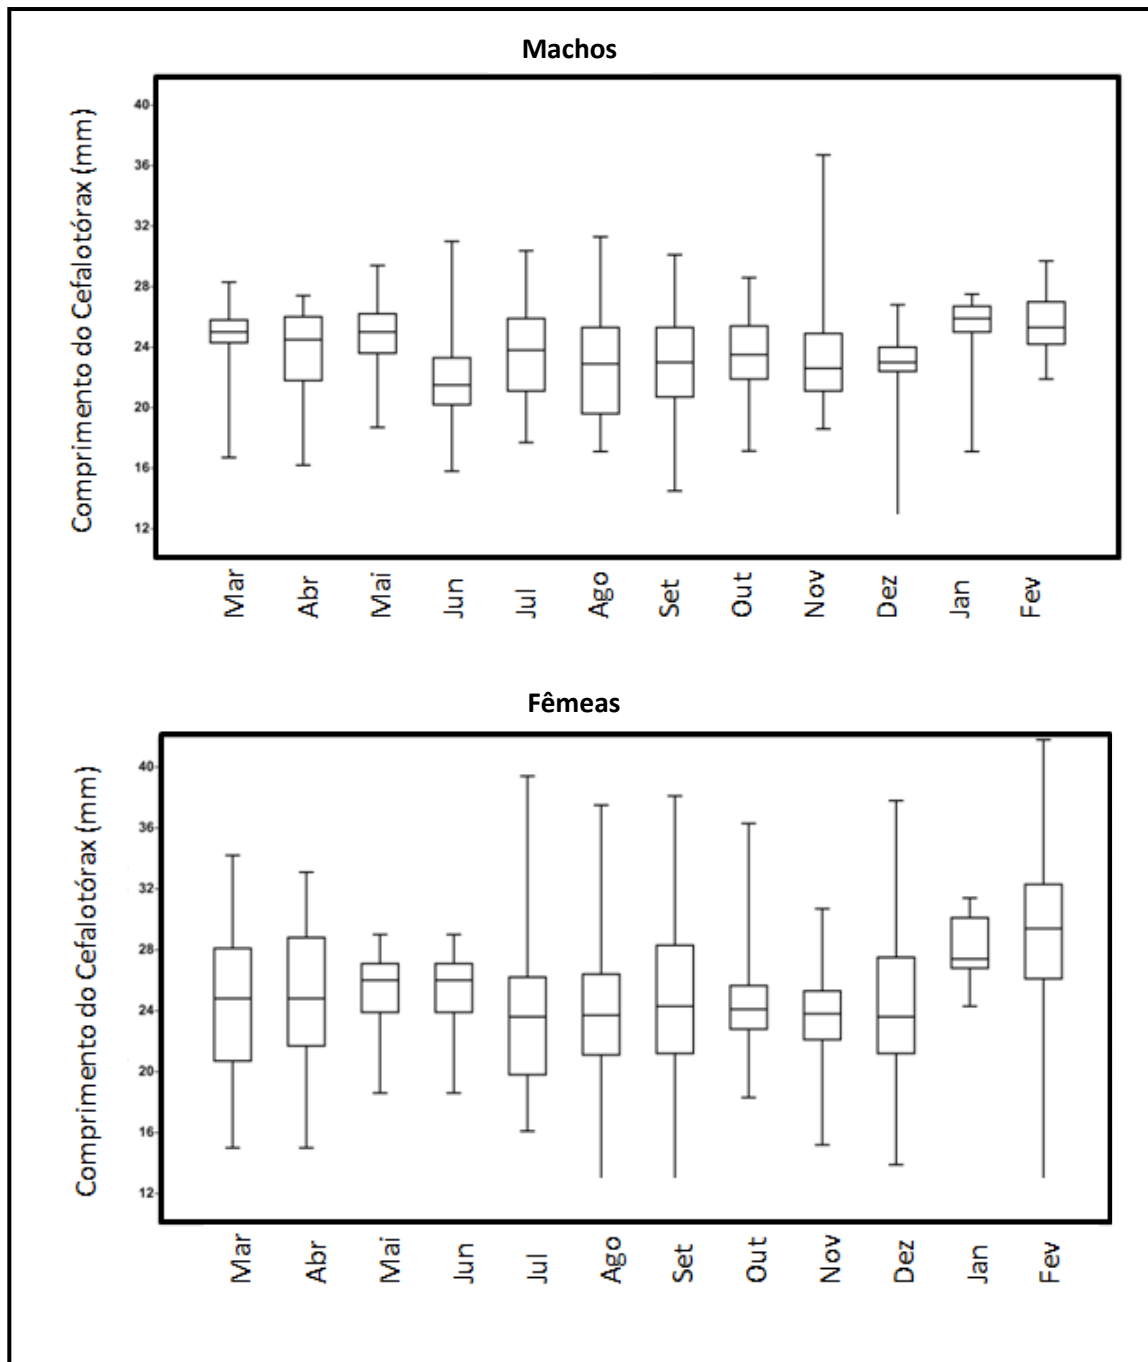 Machos
Comprimento do Cefalotórax (mm)
40
36
32
28
24
20
16
12
Mar Abr Mai Jun Jul Ago Set Out Nov Dez Jan Fev
Fêmeas
Comprimento do Cefalotórax (mm)
40
36
32
28
24
20
16
12
Mar Abr Mai Jun Jul Ago Set Out Nov Dez Jan Fev